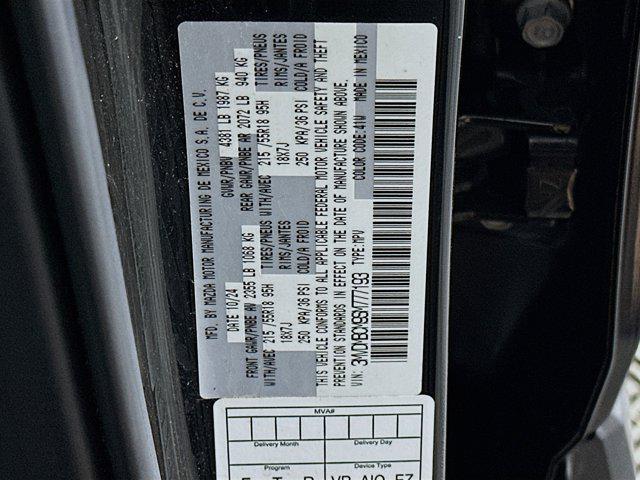 MFD. BY MAZDA MOTOR MANUFACTURING DE MEXICO S.A. DE C.V.
DATE 10/24 GVWR/PNBV 4381 LB 1987 KG
FRONT GAWR/PNBE AV 2355 LB 1068 KG REAR GAWR/PNBE AR 2072 LB 940 KG
WITH/AVEC 215 /55R18 95H TIRES/PNEUS WITH/AVEC 215 /55R18 95H TIRES/PNEUS
18X7J RIMS/JANTES 18X7J RIMS/JANTES
250 KPA/36 PSI COLD/A FROID 250 KPA/36 PSI COLD/A FROID
THIS VEHICLE CONFORMS TO ALL APPLICABLE FEDERAL MOTOR VEHICLE SAFETY AND THEFT
PREVENTION STANDARDS IN EFFECT ON THE DATE OF MANUFACTURE SHOWN ABOVE.
VIN: TYPE:MPV COLOR CODE:41V MADE IN MEXICO
MVA#
Delivery Month Delivery Day
Program Device Type
VP AIO EZ